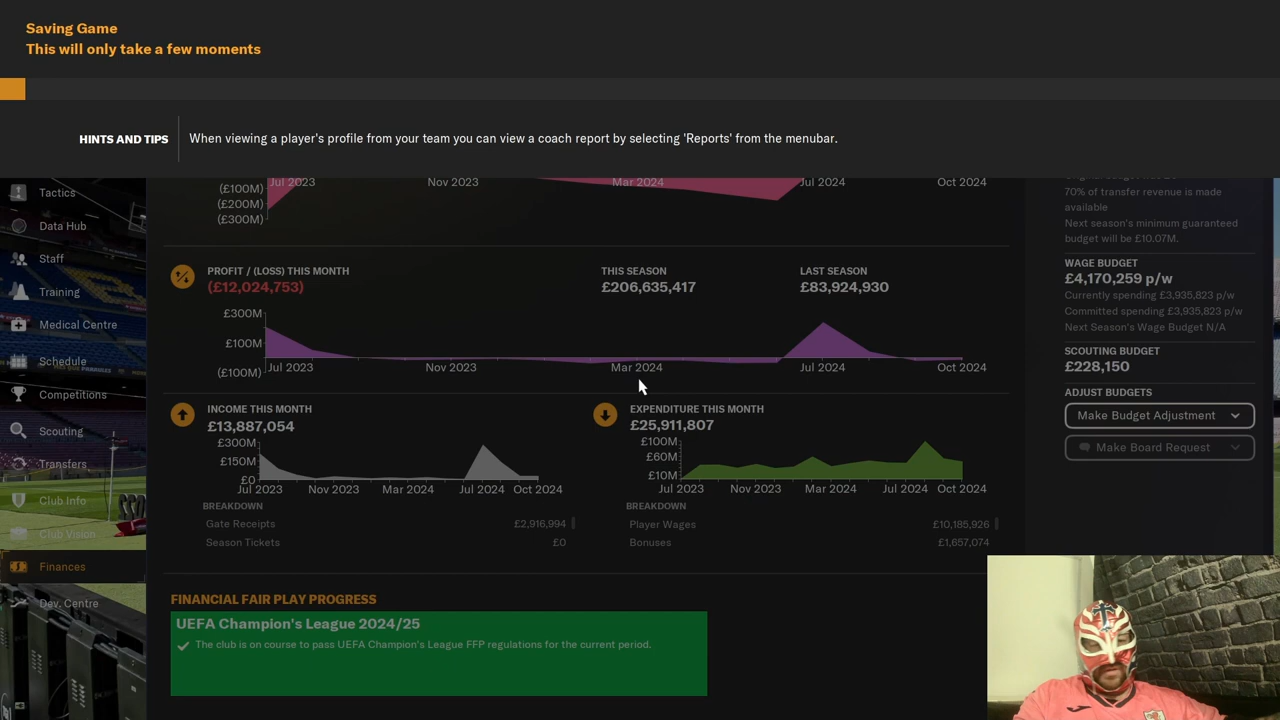 Saving Game
This will only take a few moments
HINTS AND TIPS
When viewing a player's profile from your team you can view a coach report by selecting 'Reports' from the menubar.
Tactics
Data Hub
Staff
Training
Medical Centre
Schedule
Competitions
Scouting
Transfers
Club Info
Club Vision
Finances
Dev. Centre
(£100M)
(£200M)
(£300M)
Jul 2023
Nov 2023
Mar 2024
Jul 2024
Oct 2024
PROFIT / (LOSS) THIS MONTH
(£12,024,753)
THIS SEASON
£206,635,417
LAST SEASON
£83,924,930
£300M
£100M
(£100M)
Jul 2023
Nov 2023
Mar 2024
Jul 2024
Oct 2024
INCOME THIS MONTH
£13,887,054
£300M
£150M
£0
Jul 2023
Nov 2023
Mar 2024
Jul 2024
Oct 2024
BREAKDOWN
Gate Receipts £2,916,994
Season Tickets £0
EXPENDITURE THIS MONTH
£25,911,807
£100M
£60M
£10M
Jul 2023
Nov 2023
Mar 2024
Jul 2024
Oct 2024
BREAKDOWN
Player Wages £10,185,926
Bonuses £1,657,074
FINANCIAL FAIR PLAY PROGRESS
UEFA Champion's League 2024/25
The club is on course to pass UEFA Champion's League FFP regulations for the current period.
70% of transfer revenue is made
available
Next season's minimum guaranteed
budget will be £10.07M.
WAGE BUDGET
£4,170,259 p/w
Currently spending £3,935,823 p/w
Committed spending £3,935,823 p/w
Next Season's Wage Budget N/A
SCOUTING BUDGET
£228,150
ADJUST BUDGETS
Make Budget Adjustment
Make Board Request